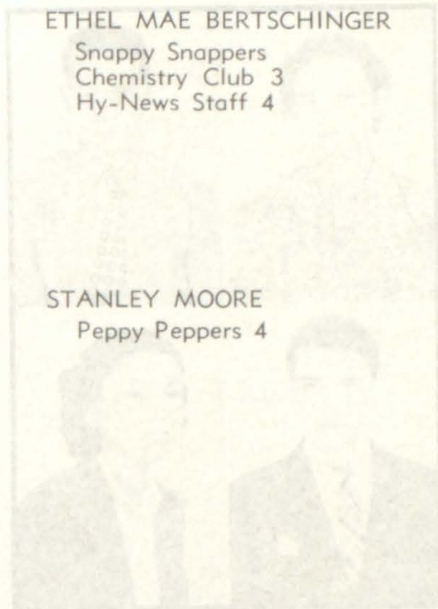 ETHEL MAE BERTSCHINGER
Snappy Snappers
Chemistry Club 3
Hy-News Staff 4
STANLEY MOORE
Peppy Peppers 4